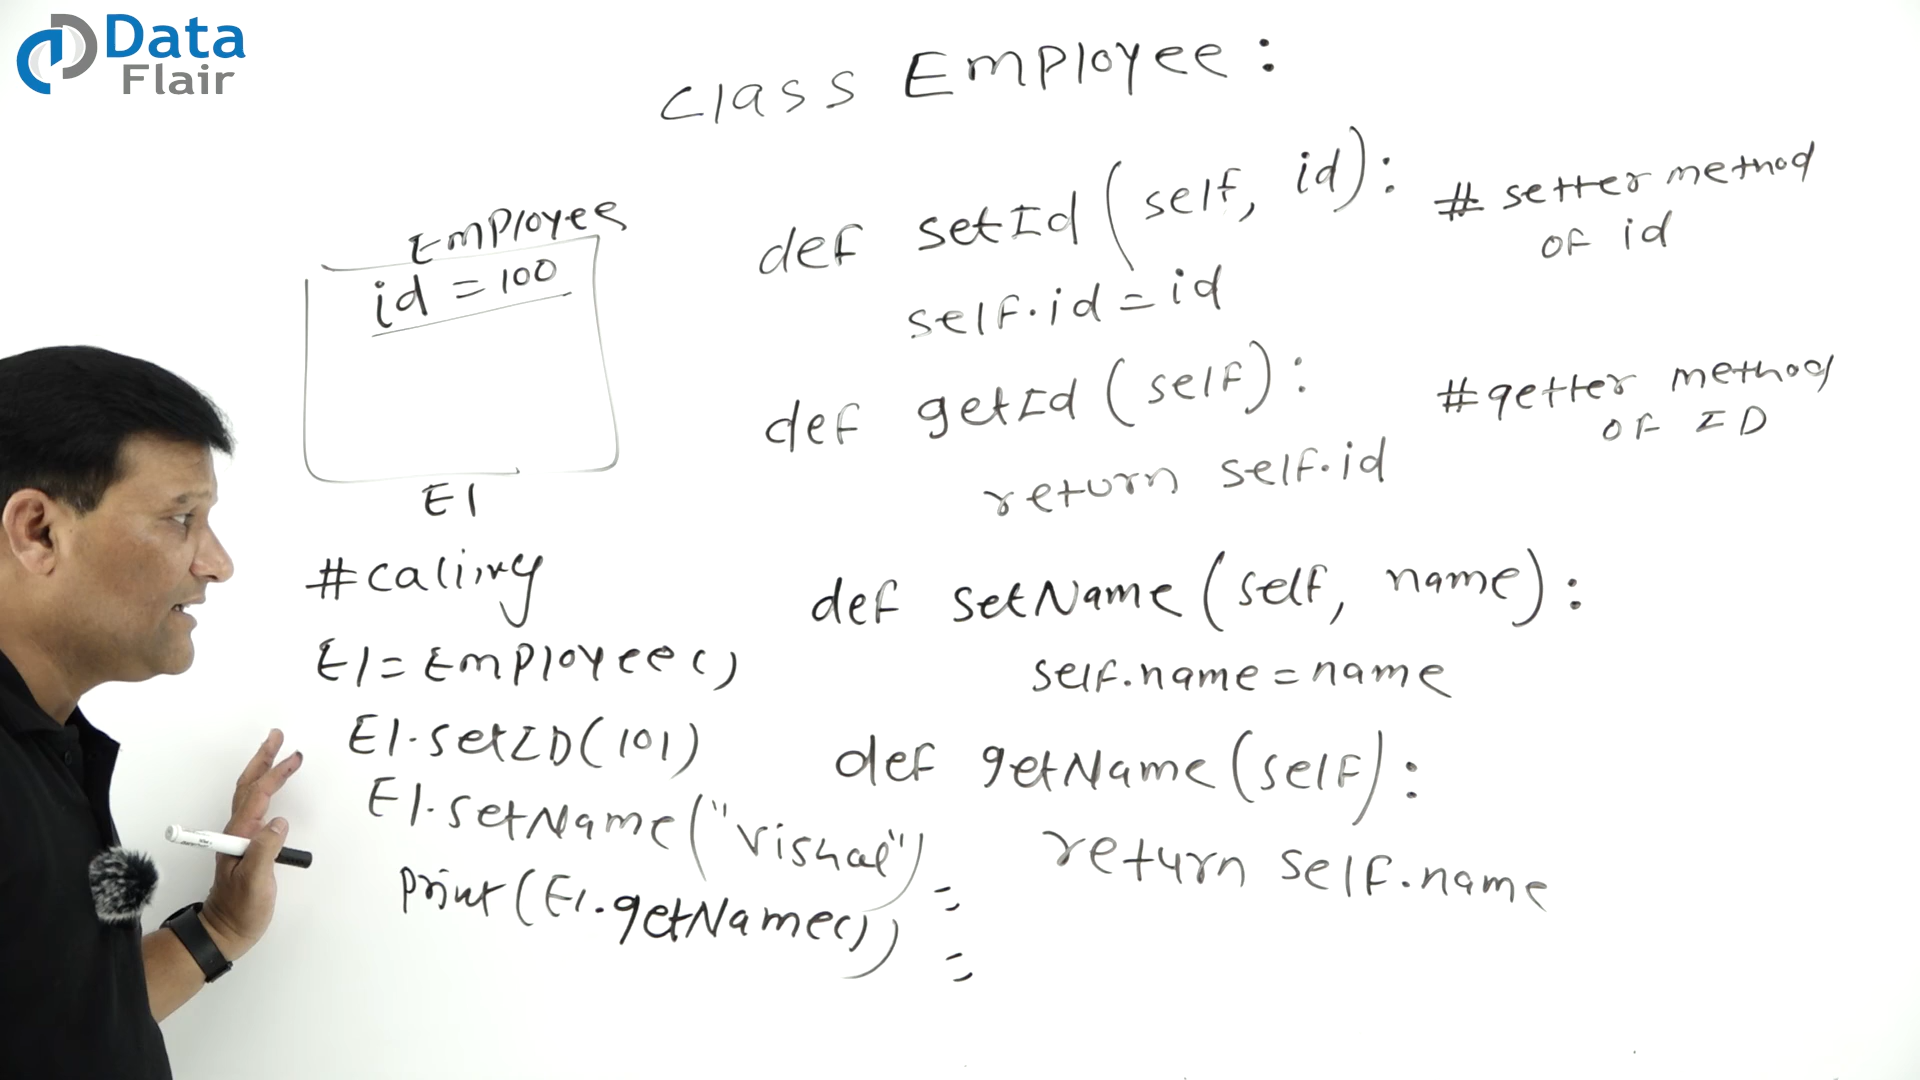 Data
Flair
class Employee:
def setId(self, id): # setter method
of id
self.id = id
def getId(self): #getter method
OF ID
return self.id
def setName(self, name):
self.name = name
def getName(self):
return self.name
Employee
id = 100
E1
#caling
E1 = Employee()
E1.setID(101)
E1.setName("Vishal")
print(E1.getName())